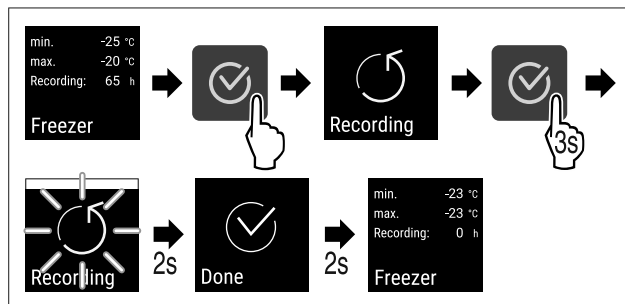 min. -25 °C
max. -20 °C
Recording: 65 h
Freezer
Recording
3s
Recording
2s
Done
2s
min. -23 °C
max. -23 °C
Recording: 0 h
Freezer